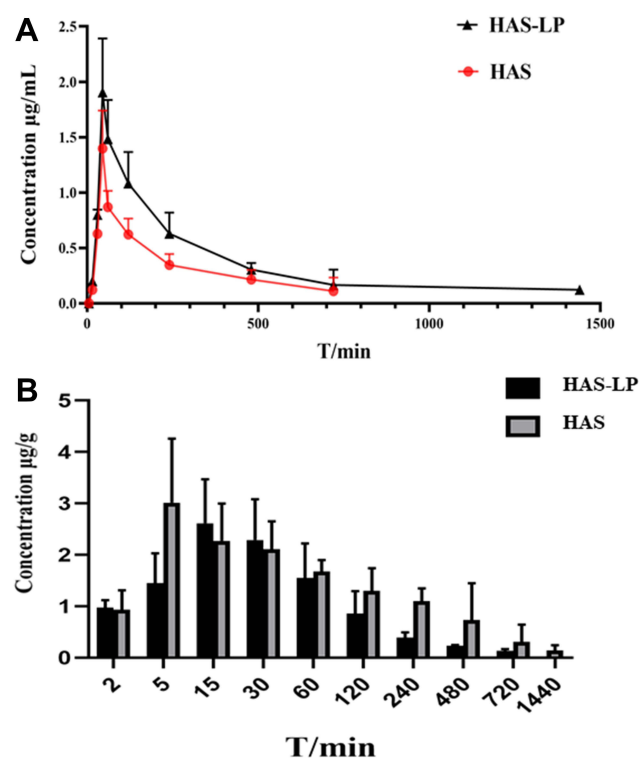 A
HAS-LP
HAS
Concentration µg/mL
2.5
2.0
1.5
1.0
0.5
0.0
0 500 1000 1500
T/min
B
HAS-LP
HAS
Concentration µg/g
5
4
3
2
1
0
2 5 15 30 60 120 240 480 720 1440
T/min